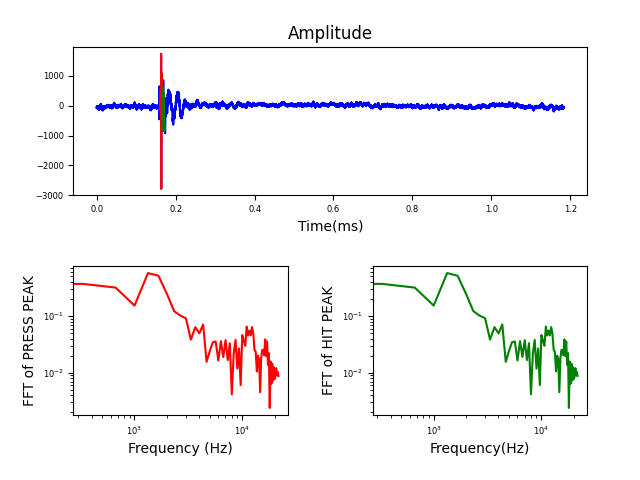 Amplitude
1000
0
−1000
−2000
−3000
0.0 0.2 0.4 0.6 0.8 1.0 1.2
Time(ms)
FFT of PRESS PEAK
10⁻¹
10⁻²
10³ 10⁴
Frequency (Hz)
FFT of HIT PEAK
10⁻¹
10⁻²
10³ 10⁴
Frequency(Hz)